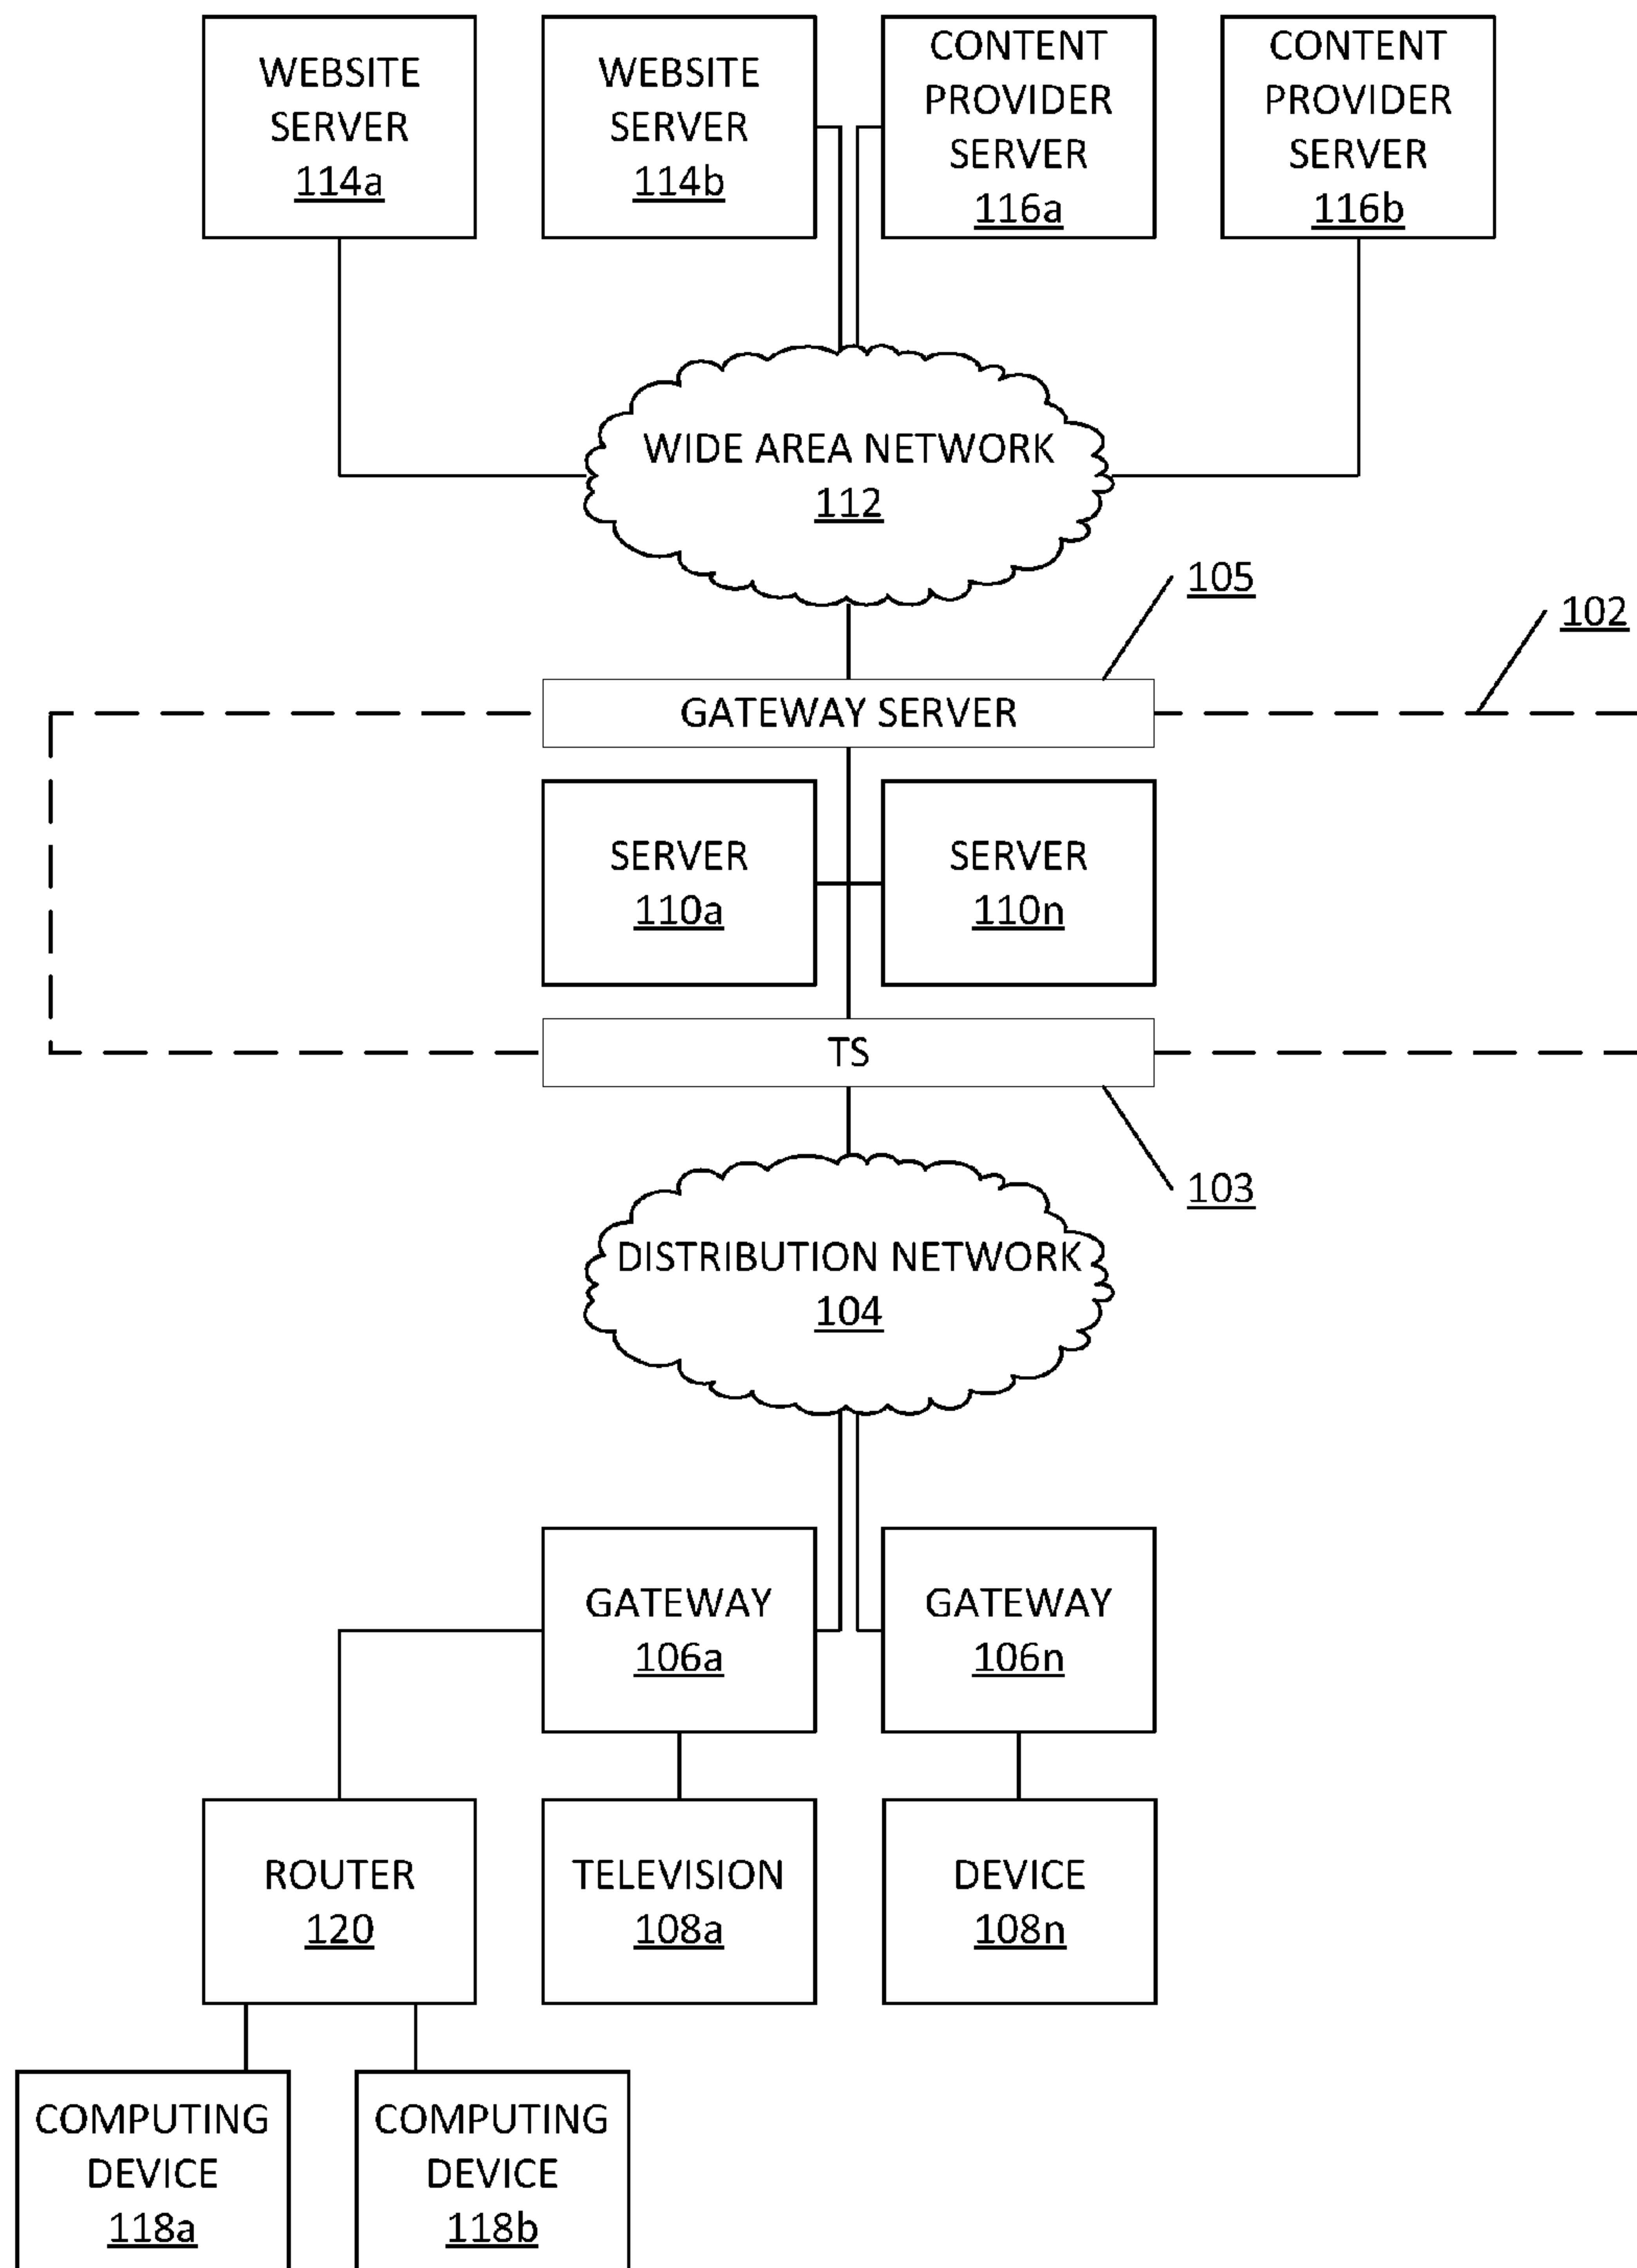 WEBSITE
SERVER
114a
WEBSITE
SERVER
114b
CONTENT
PROVIDER
SERVER
116a
CONTENT
PROVIDER
SERVER
116b
WIDE AREA NETWORK
112
105
102
GATEWAY SERVER
SERVER
110a
SERVER
110n
TS
103
DISTRIBUTION NETWORK
104
GATEWAY
106a
GATEWAY
106n
ROUTER
120
TELEVISION
108a
DEVICE
108n
COMPUTING
DEVICE
118a
COMPUTING
DEVICE
118b